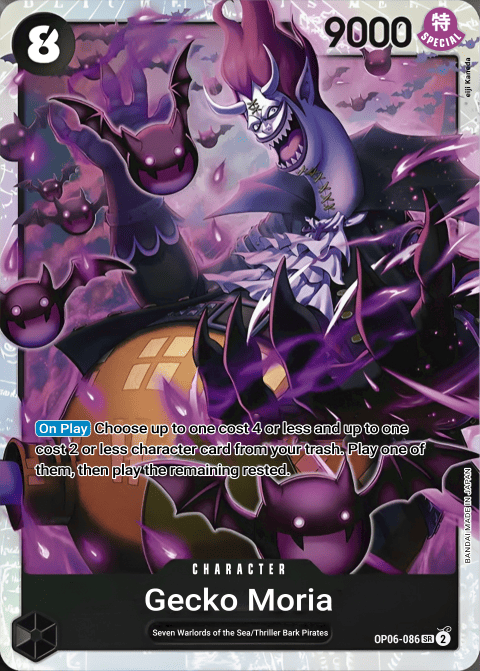 8
9000
特
SPECIAL
eiji Kaneda
On Play Choose up to one cost 4 or less and up to one
cost 2 or less character card from your trash. Play one of
them, then play the remaining rested.
BANDAI MADE IN JAPAN
CHARACTER
Gecko Moria
Seven Warlords of the Sea/Thriller Bark Pirates
OP06-086 SR 2